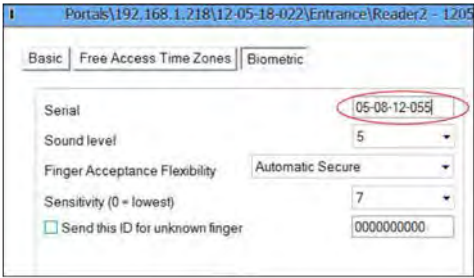 Portals\192.168.1.218\12-05-18-022\Entrance\Reader2 - 1205
Basic Free Access Time Zones Biometric
Serial 05-08-12-055
Sound level 5
Finger Acceptance Flexibility Automatic Secure
Sensitivity (0 = lowest) 7
Send this ID for unknown finger 0000000000